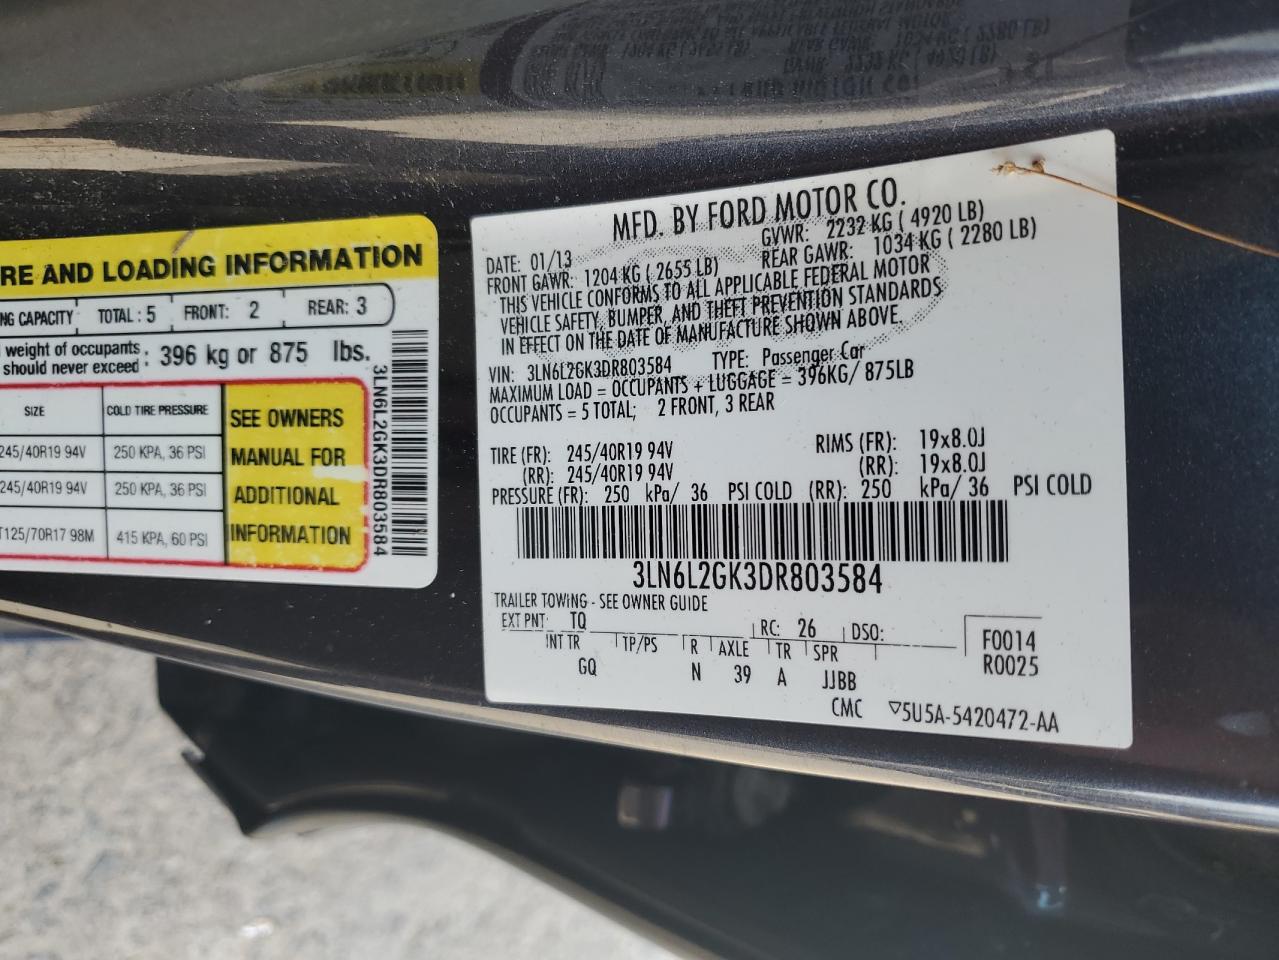 RE AND LOADING INFORMATION
NG CAPACITY TOTAL: 5 FRONT: 2 REAR: 3
weight of occupants
should never exceed : 396 kg or 875 lbs.
SIZE COLD TIRE PRESSURE
245/40R19 94V 250 KPA, 36 PSI
245/40R19 94V 250 KPA, 36 PSI
T125/70R17 98M 415 KPA, 60 PSI
SEE OWNERS
MANUAL FOR
ADDITIONAL
INFORMATION
3LN6L2GK3DR803584
MFD. BY FORD MOTOR CO.
DATE: 01/13 GVWR: 2232 KG ( 4920 LB)
FRONT GAWR: 1204 KG ( 2655 LB) REAR GAWR: 1034 KG ( 2280 LB)
THIS VEHICLE CONFORMS TO ALL APPLICABLE FEDERAL MOTOR
VEHICLE SAFETY, BUMPER, AND THEFT PREVENTION STANDARDS
IN EFFECT ON THE DATE OF MANUFACTURE SHOWN ABOVE.
VIN: 3LN6L2GK3DR803584 TYPE: Passenger Car
MAXIMUM LOAD = OCCUPANTS + LUGGAGE = 396KG/ 875LB
OCCUPANTS = 5 TOTAL; 2 FRONT, 3 REAR
TIRE (FR): 245/40R19 94V RIMS (FR): 19x8.0J
(RR): 245/40R19 94V (RR): 19x8.0J
PRESSURE (FR): 250 kPa/ 36 PSI COLD (RR): 250 kPa/ 36 PSI COLD
3LN6L2GK3DR803584
TRAILER TOWING - SEE OWNER GUIDE
EXT PNT: TQ RC: 26 DSO: F0014
INT TR TP/PS R AXLE TR SPR R0025
GQ N 39 A JJBB
CMC ▽5U5A-5420472-AA